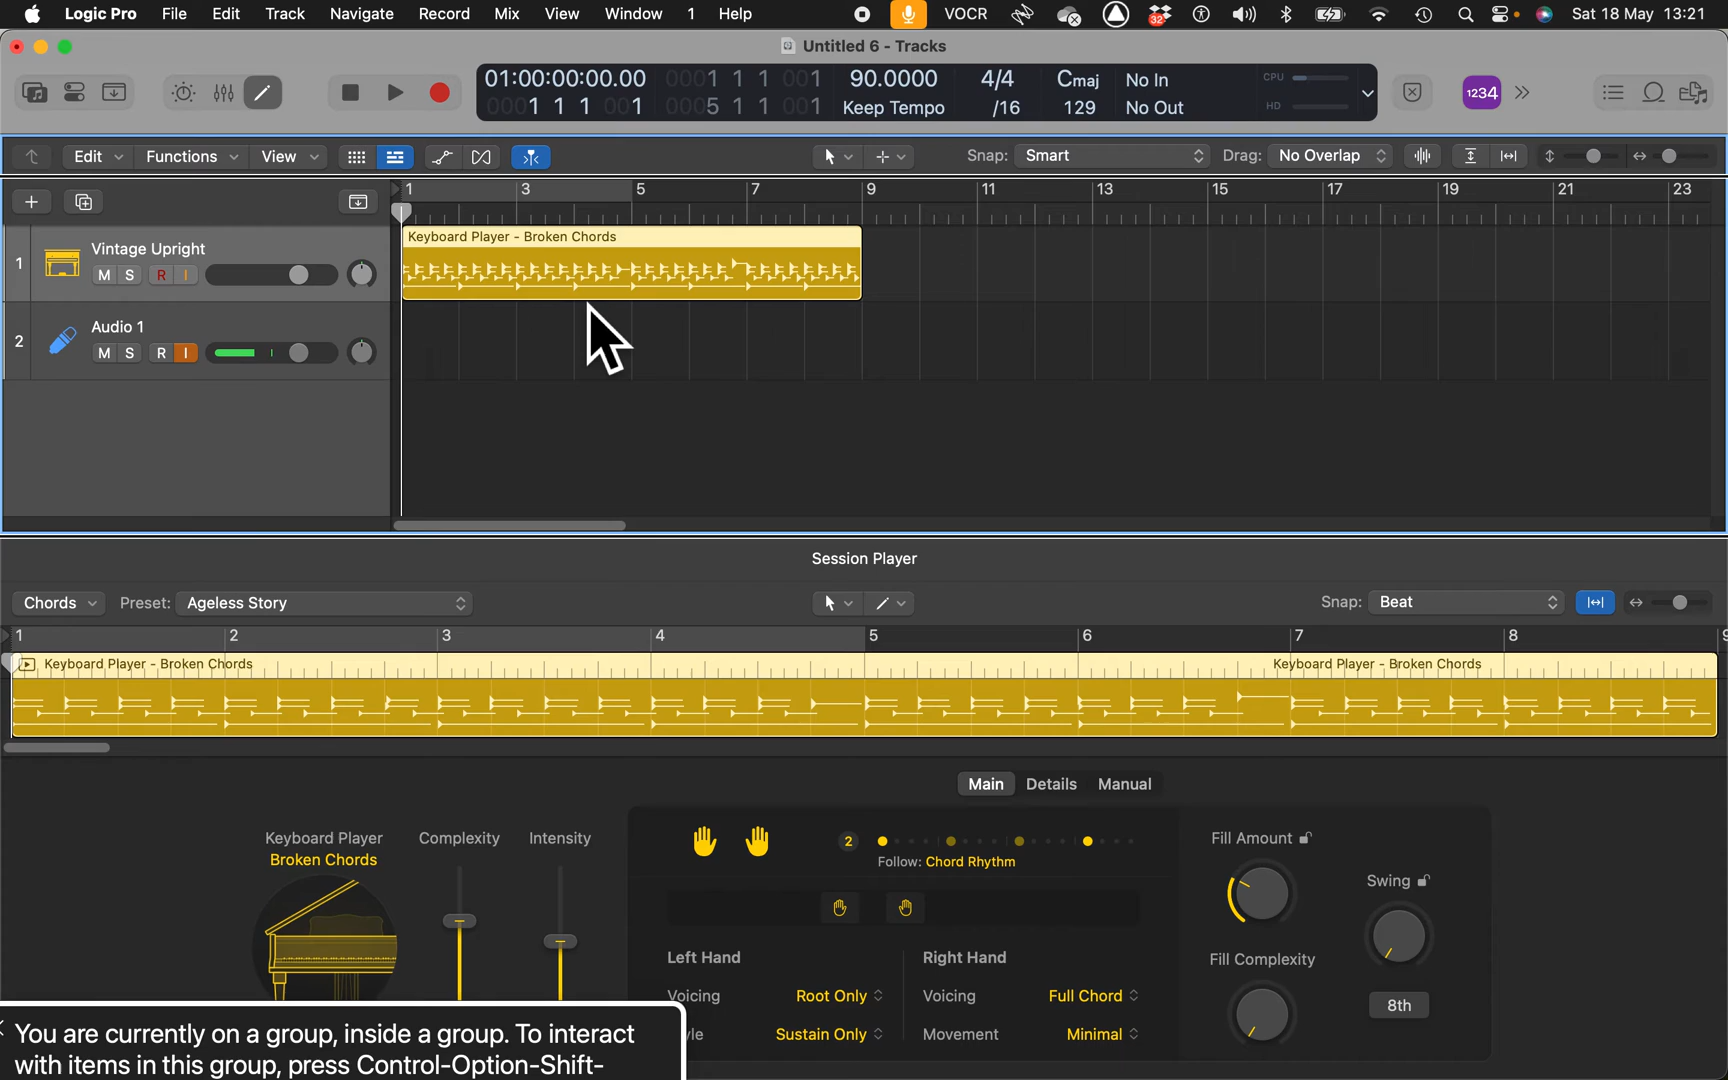 Logic Pro File Edit Track Navigate Record Mix View Window 1 Help VOCR 32 Sat 18 May 13:21
Untitled 6 - Tracks
01:00:00:00.00 0001 1 1 001 90.0000 4/4 Cmaj No In CPU
0001 1 1 001 0005 1 1 001 Keep Tempo /16 129 No Out HD
1234
Edit Functions View Snap: Smart Drag: No Overlap
1 3 5 7 9 11 13 15 17 19 21 23
Keyboard Player - Broken Chords
1 Vintage Upright
M S R I
2 Audio 1
M S R I
Session Player
Chords Preset: Ageless Story Snap: Beat
1 2 3 4 5 6 7 8 9
Keyboard Player - Broken Chords Keyboard Player - Broken Chords
Main Details Manual
Keyboard Player Complexity Intensity
Broken Chords
2
Follow: Chord Rhythm
Fill Amount
Swing
Left Hand Right Hand
Fill Complexity
Voicing Root Only Voicing Full Chord
8th
Sustain Only Movement Minimal
You are currently on a group, inside a group. To interact
with items in this group, press Control-Option-Shift-